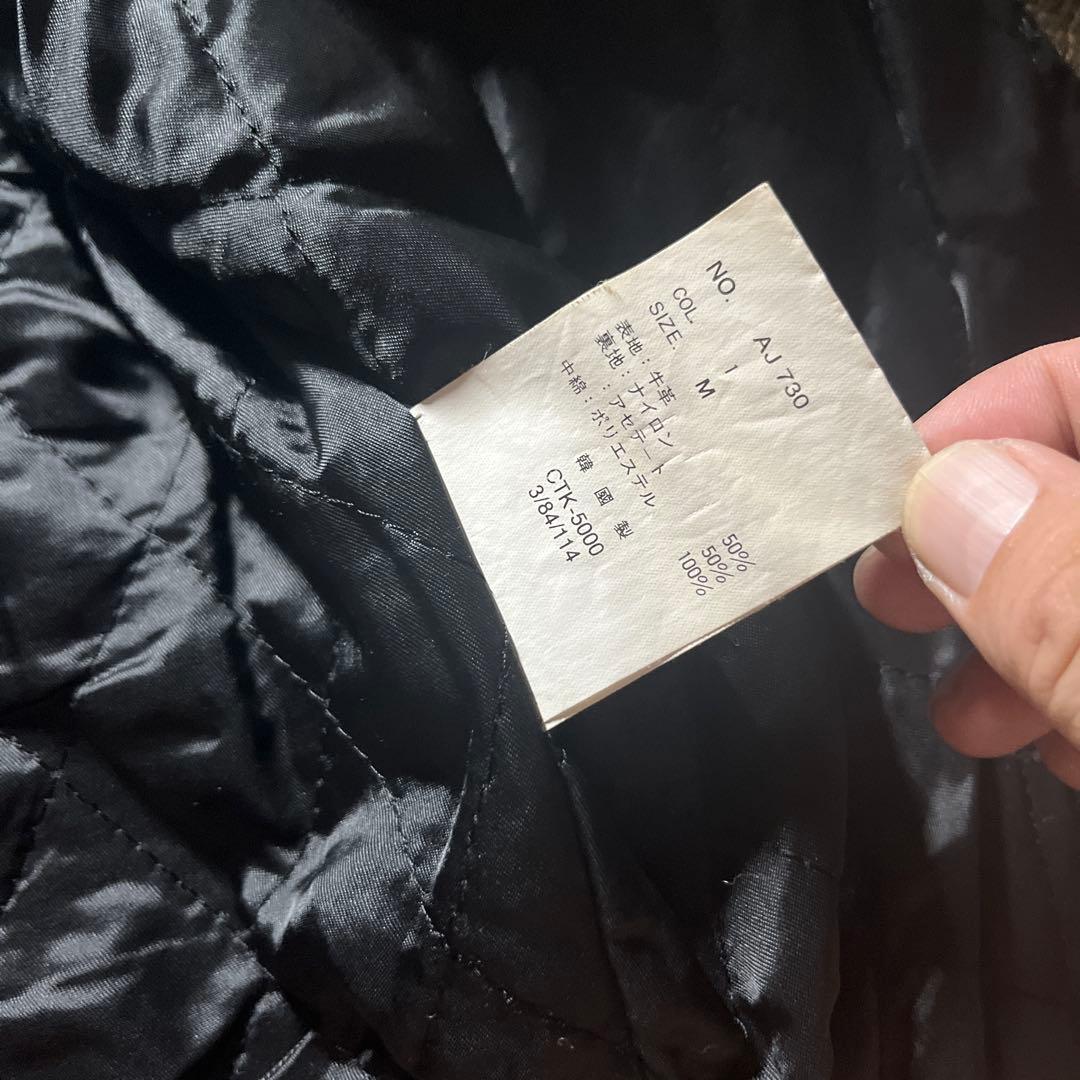 NO. AJ 730
COL. 1
SIZE M
表地：牛革
裏地：ナイロン 50%
：アセテート 50%
中綿：ポリエステル 100%
韓國製
CTK-5000
3/84/114